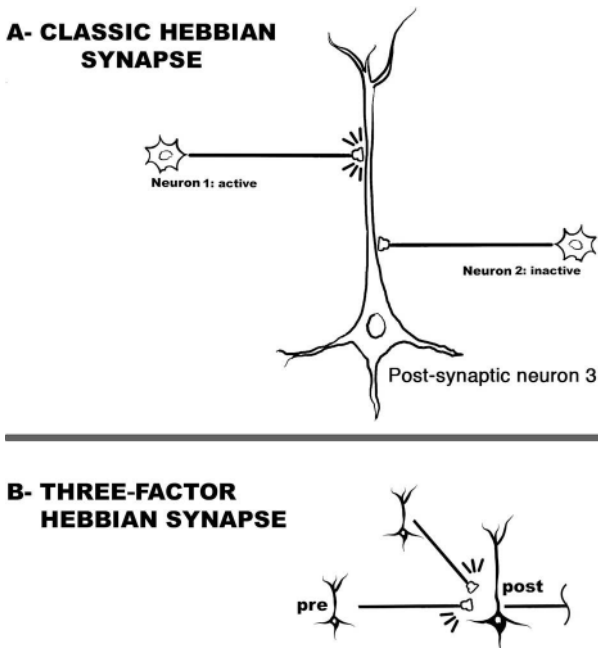 A- CLASSIC HEBBIAN
SYNAPSE
Neuron 1: active
Neuron 2: inactive
Post-synaptic neuron 3
B- THREE-FACTOR
HEBBIAN SYNAPSE
post
pre